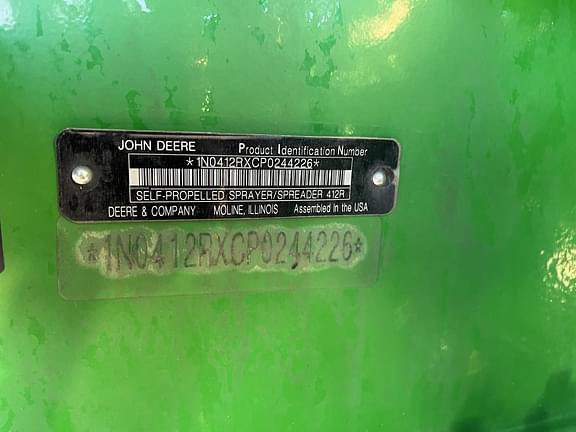 JOHN DEERE Product Identification Number
*1N0412RXCP0244226*
SELF-PROPELLED SPRAYER/SPREADER 412R
DEERE & COMPANY MOLINE, ILLINOIS Assembled in the USA
*1N0412RXCP0244226*